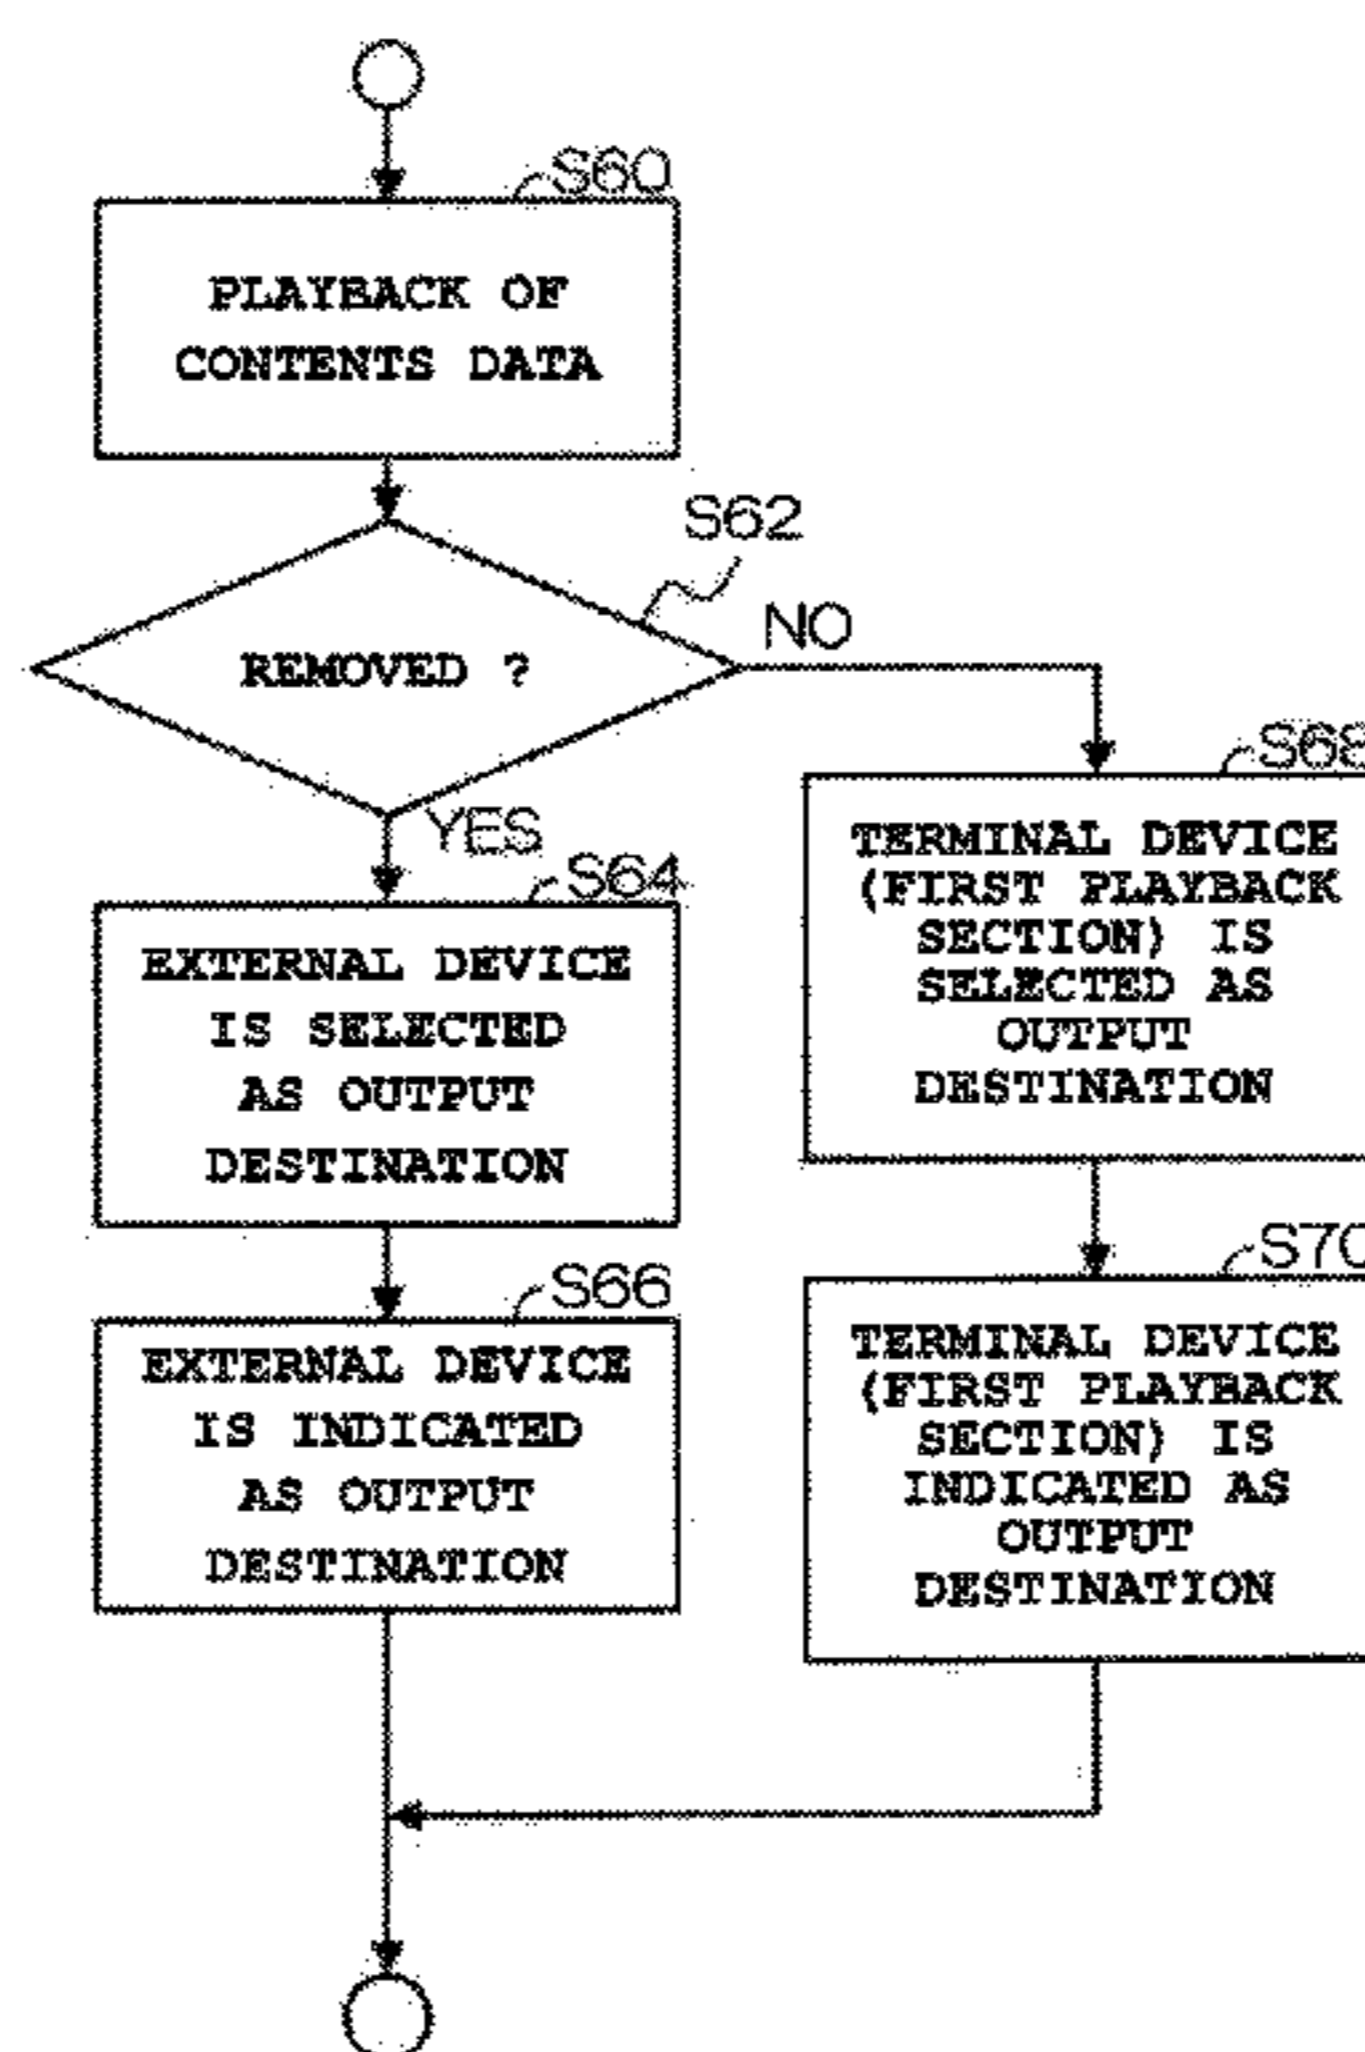 S60
PLAYBACK OF
CONTENTS DATA
S62
REMOVED ?
NO
YES
S64
EXTERNAL DEVICE
IS SELECTED
AS OUTPUT
DESTINATION
S66
EXTERNAL DEVICE
IS INDICATED
AS OUTPUT
DESTINATION
S68
TERMINAL DEVICE
(FIRST PLAYBACK
SECTION) IS
SELECTED AS
OUTPUT
DESTINATION
S70
TERMINAL DEVICE
(FIRST PLAYBACK
SECTION) IS
INDICATED AS
OUTPUT
DESTINATION